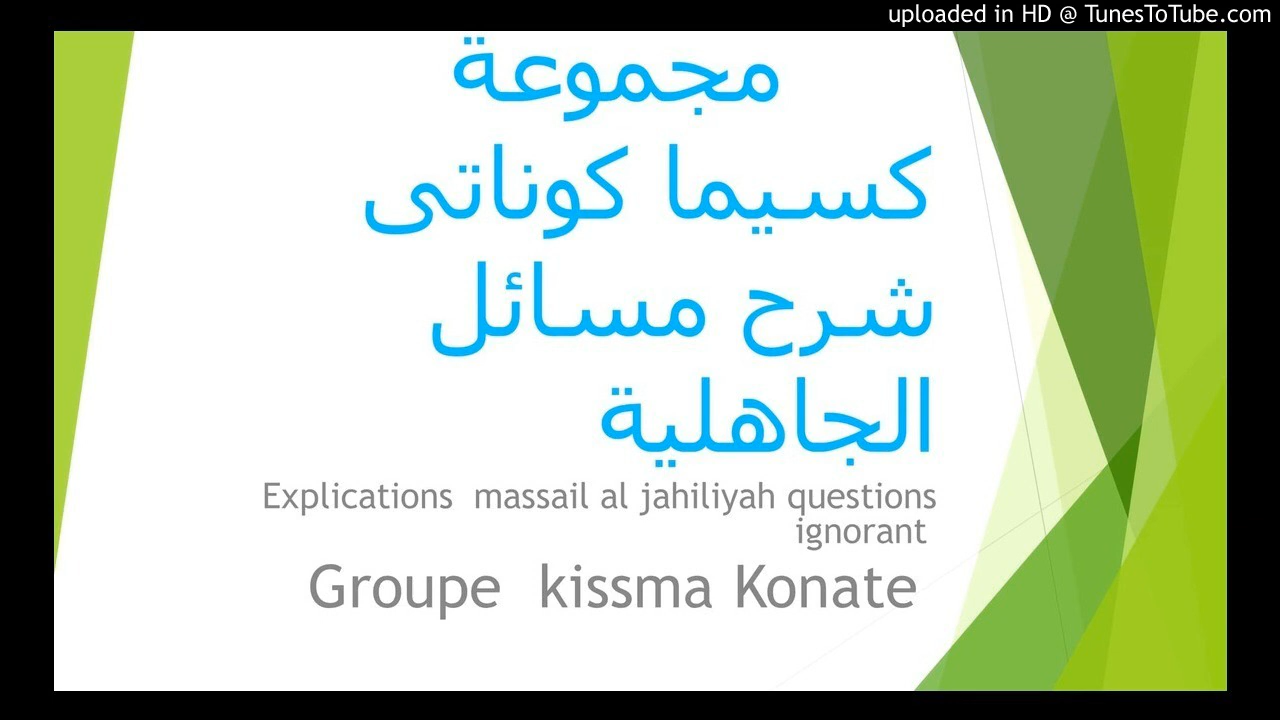 uploaded in HD @ TunesToTube.com
مجموعة
كسيما كوناتى
شرح مسائل
الجاهلية
Explications massail al jahiliyah questions
ignorant
Groupe kissma Konate